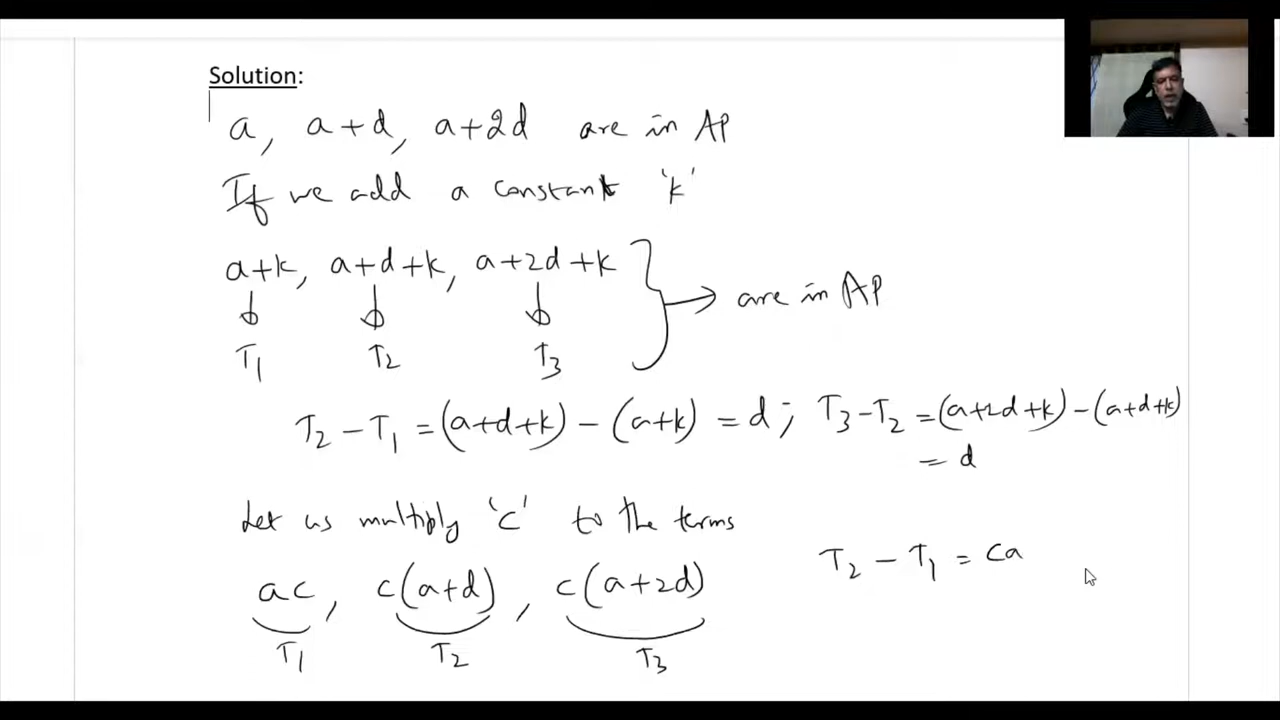 Solution:
a, a+d, a+2d are in AP
If we add a constant 'k'
a+k, a+d+k, a+2d+k } → are in AP
T1 T2 T3
T2 - T1 = (a+d+k) - (a+k) = d; T3 - T2 = (a+2d+k) - (a+d+k)
= d
Let us multiply 'c' to the terms
ac, c(a+d), c(a+2d)
T1 T2 T3
T2 - T1 = ca